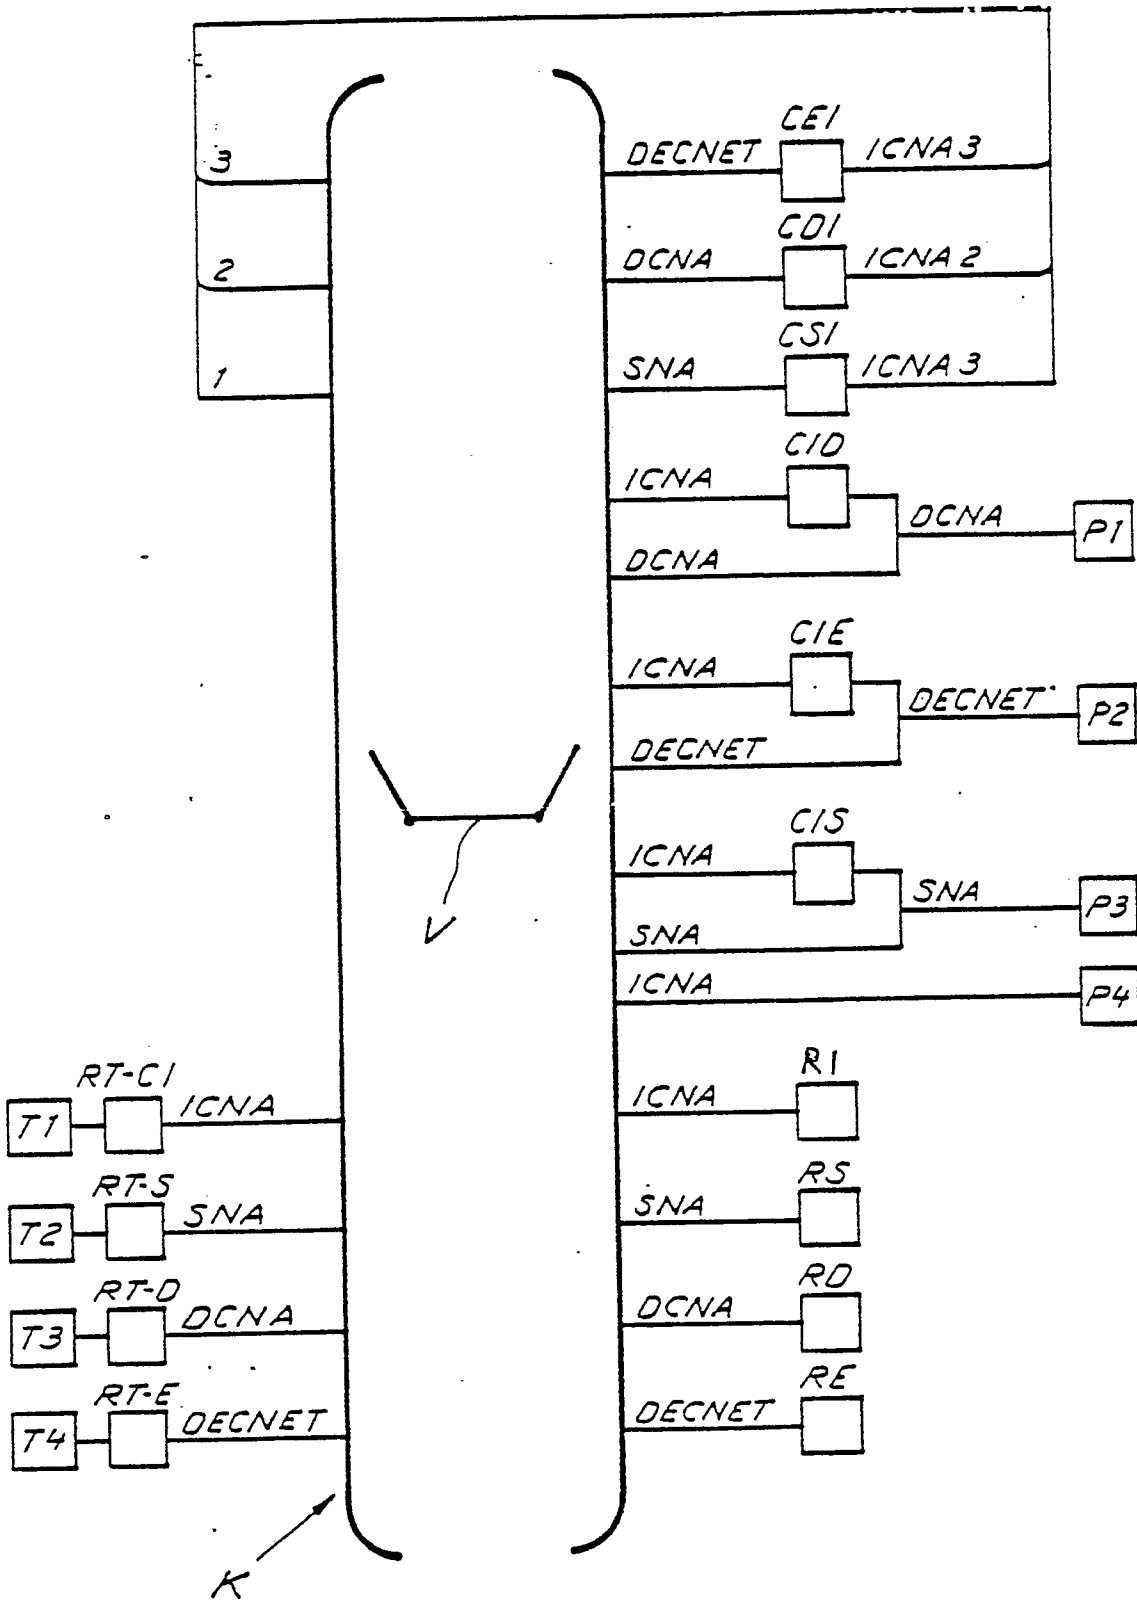 CEI
3 DECNET ICNA 3
CDI
2 DCNA ICNA 2
CSI
1 SNA ICNA 3
CID
ICNA
DCNA P1
DCNA
CIE
ICNA
DECNET P2
DECNET
CIS
ICNA
SNA P3
SNA
V
ICNA P4
RT-CI RI
T1 ICNA ICNA
RT-S RS
T2 SNA SNA
RT-D RD
T3 DCNA DCNA
RT-E RE
T4 DECNET DECNET
K